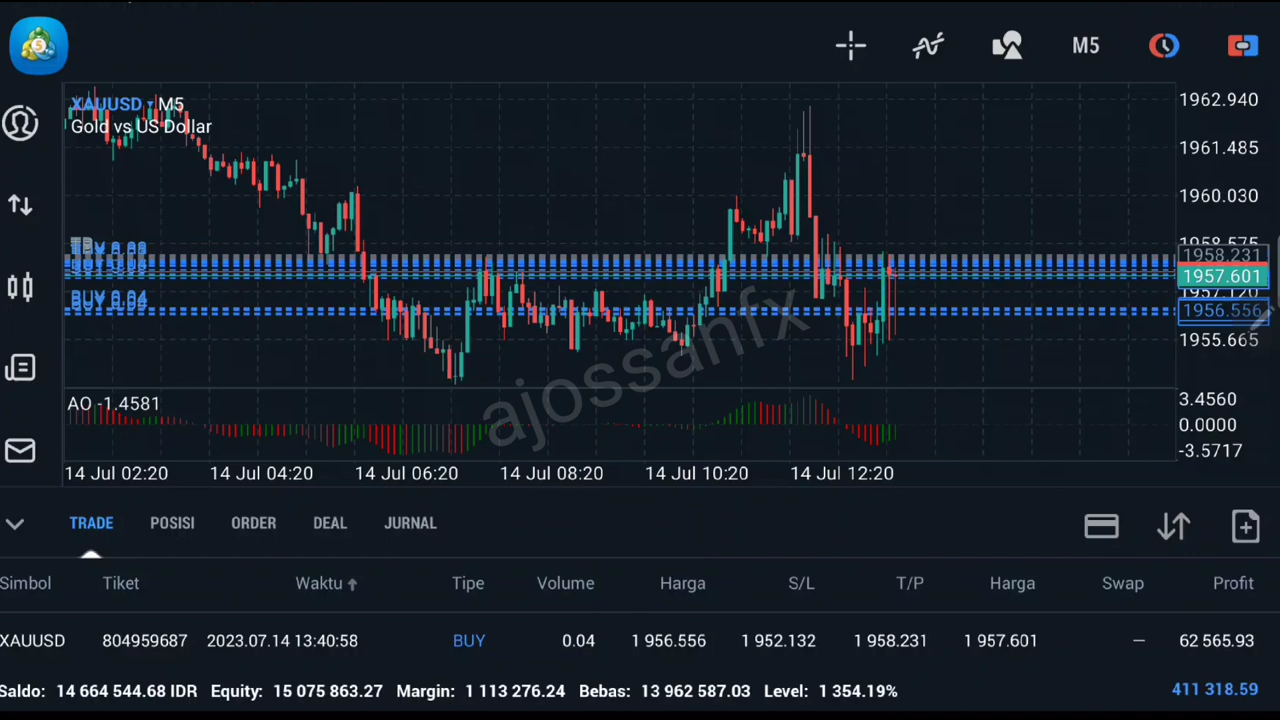 M5
XAUUSD M5
Gold vs US Dollar
1962.940
1961.485
1960.030
1958.575
1958.231
1957.601
1957.120
1956.556
1955.665
BUY 0.04
ajossanfx
AO -1.4581
3.4560
0.0000
-3.5717
14 Jul 02:20 14 Jul 04:20 14 Jul 06:20 14 Jul 08:20 14 Jul 10:20 14 Jul 12:20
TRADE POSISI ORDER DEAL JURNAL
Simbol Tiket Waktu Tipe Volume Harga S/L T/P Harga Swap Profit
XAUUSD 804959687 2023.07.14 13:40:58 BUY 0.04 1 956.556 1 952.132 1 958.231 1 957.601 — 62 565.93
Saldo: 14 664 544.68 IDR Equity: 15 075 863.27 Margin: 1 113 276.24 Bebas: 13 962 587.03 Level: 1 354.19% 411 318.59